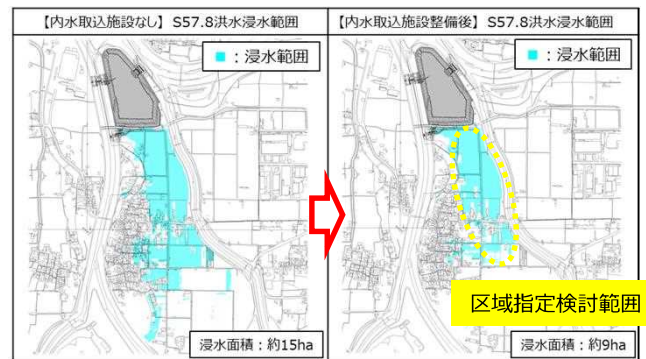 【内水取込施設なし】 S57.8洪水浸水範囲
■：浸水範囲
浸水面積：約15ha
【内水取込施設整備後】 S57.8洪水浸水範囲
■：浸水範囲
区域指定検討範囲
浸水面積：約9ha